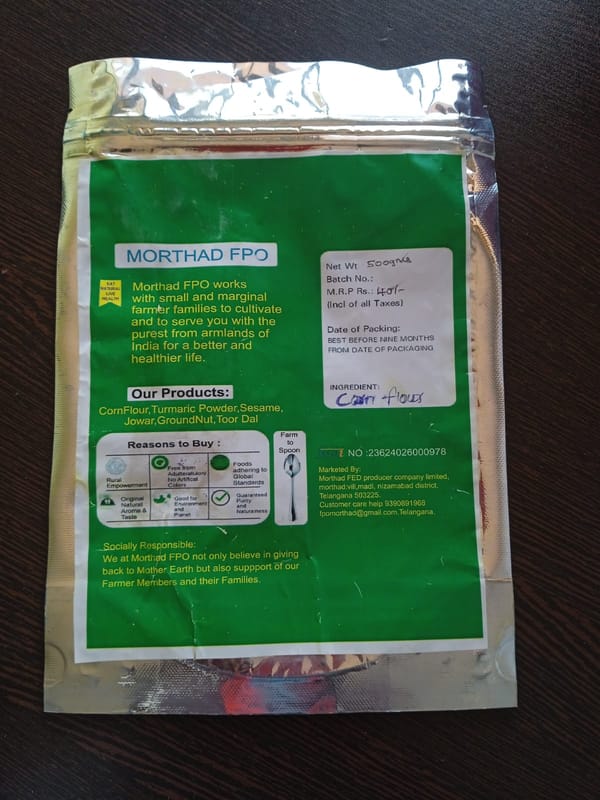 MORTHAD FPO
EAT
NATURAL
LIVE
HEALTHY
Morthad FPO works
with small and marginal
farmer families to cultivate
and to serve you with the
purest from armlands of
India for a better and
healthier life.
Our Products:
CornFlour,Turmaric Powder,Sesame,
Jowar,GroundNut,Toor Dal
Reasons to Buy :
Rural
Empowerment
Free from
No Artifical
Colors
Foods
adhering to
Global
Standards
Original
Natural
Aroma &
Taste
Good for
Environment
and
Planet
Guaranteed
Purity
and
Naturalness
Farm
to
Spoon
Socially Responsible:
We at Morthad FPO not only believe in giving
back to Mother Earth but also suppport of our
Farmer Members and their Families.
Net Wt 500gms
Batch No.:
M.R.P Rs.: 40/-
(Incl of all Taxes)
Date of Packing:
BEST BEFORE NINE MONTHS
FROM DATE OF PACKAGING
INGREDIENT:
Corn flour
NO :23624026000978
Marketed By:
Morthad FED producer company limited,
morthad;vill,madi, nizamabad district.
Telangana 503225.
Customer care help 9390891968
fpomorthad@gmail.com,Telangana.